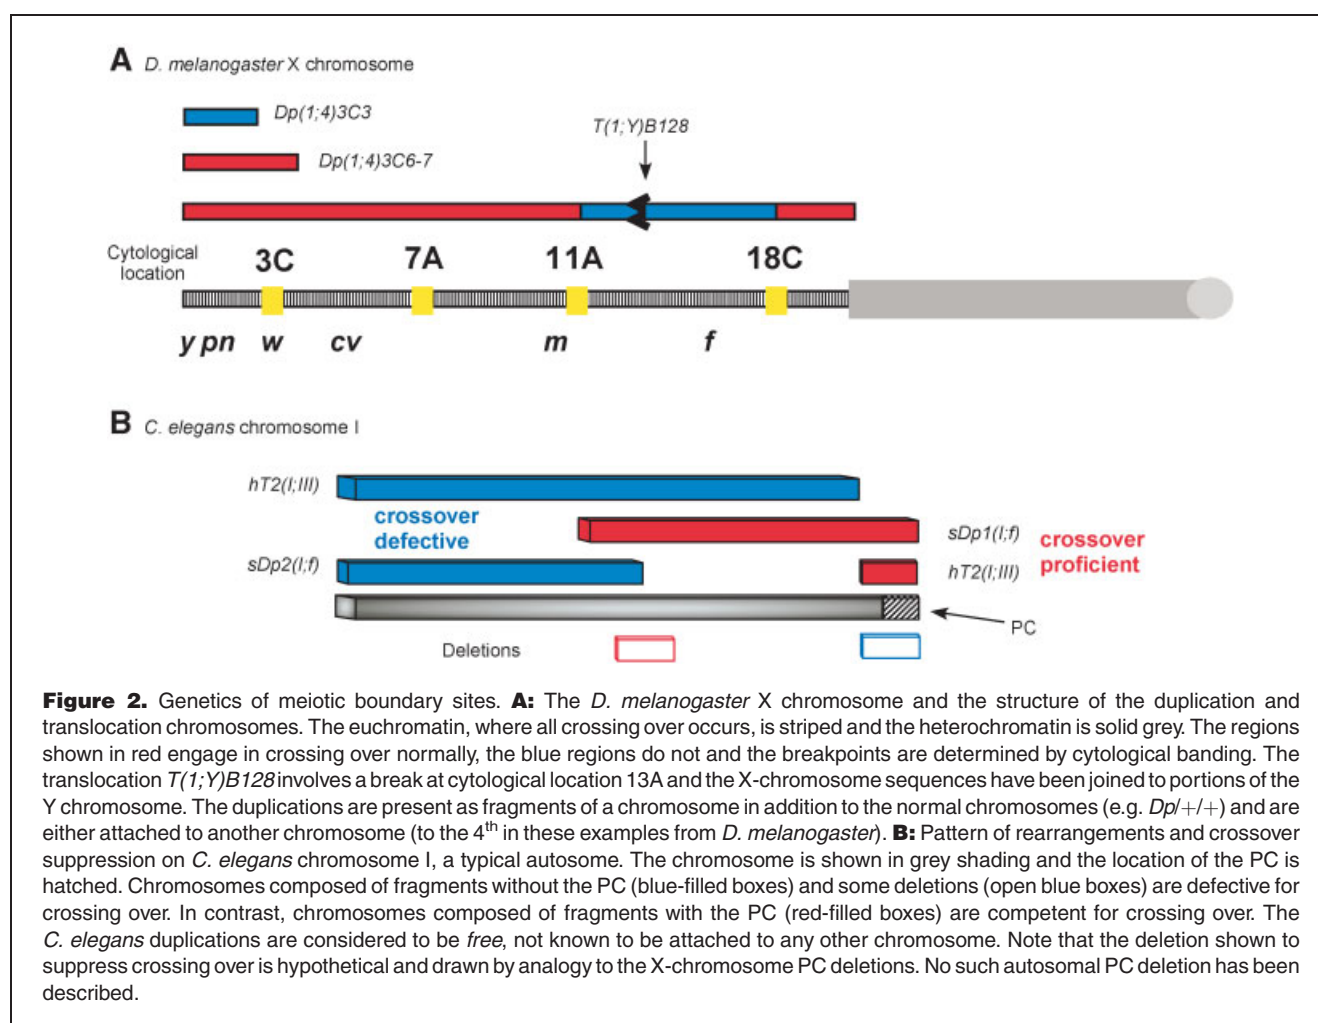 A D. melanogaster X chromosome
Dp(1;4)3C3
T(1;Y)B128
Dp(1;4)3C6-7
Cytological
location
3C 7A 11A 18C
y pn w cv m f
B C. elegans chromosome I
hT2(I;III)
crossover
defective
sDp1(I;f)
crossover
proficient
sDp2(I;f)
hT2(I;III)
PC
Deletions
Figure 2. Genetics of meiotic boundary sites. A: The D. melanogaster X chromosome and the structure of the duplication and
translocation chromosomes. The euchromatin, where all crossing over occurs, is striped and the heterochromatin is solid grey. The regions
shown in red engage in crossing over normally, the blue regions do not and the breakpoints are determined by cytological banding. The
translocation T(1;Y)B128 involves a break at cytological location 13A and the X-chromosome sequences have been joined to portions of the
Y chromosome. The duplications are present as fragments of a chromosome in addition to the normal chromosomes (e.g. Dp/+/+) and are
either attached to another chromosome (to the 4th in these examples from D. melanogaster). B: Pattern of rearrangements and crossover
suppression on C. elegans chromosome I, a typical autosome. The chromosome is shown in grey shading and the location of the PC is
hatched. Chromosomes composed of fragments without the PC (blue-filled boxes) and some deletions (open blue boxes) are defective for
crossing over. In contrast, chromosomes composed of fragments with the PC (red-filled boxes) are competent for crossing over. The
C. elegans duplications are considered to be free, not known to be attached to any other chromosome. Note that the deletion shown to
suppress crossing over is hypothetical and drawn by analogy to the X-chromosome PC deletions. No such autosomal PC deletion has been
described.